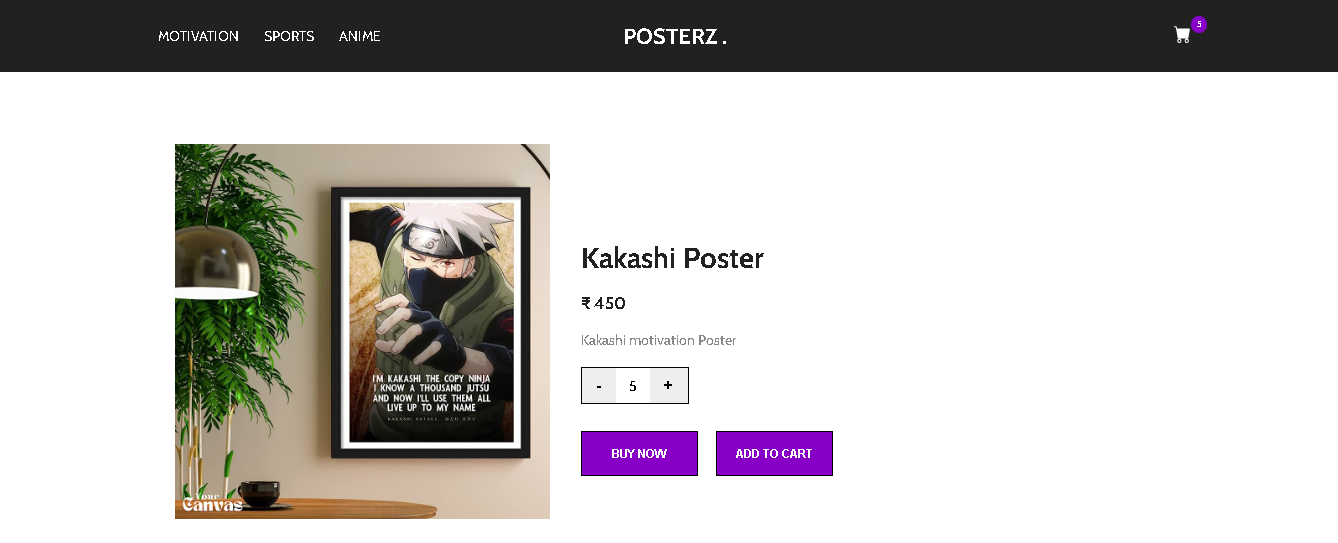 MOTIVATION SPORTS ANIME POSTERZ . 5
Kakashi Poster
₹ 450
Kakashi motivation Poster
- 5 +
BUY NOW ADD TO CART
I'M KAKASHI THE COPY NINJA
I KNOW A THOUSAND JUTSU
AND NOW I'LL USE THEM ALL
LIVE UP TO MY NAME
Your
Canvas